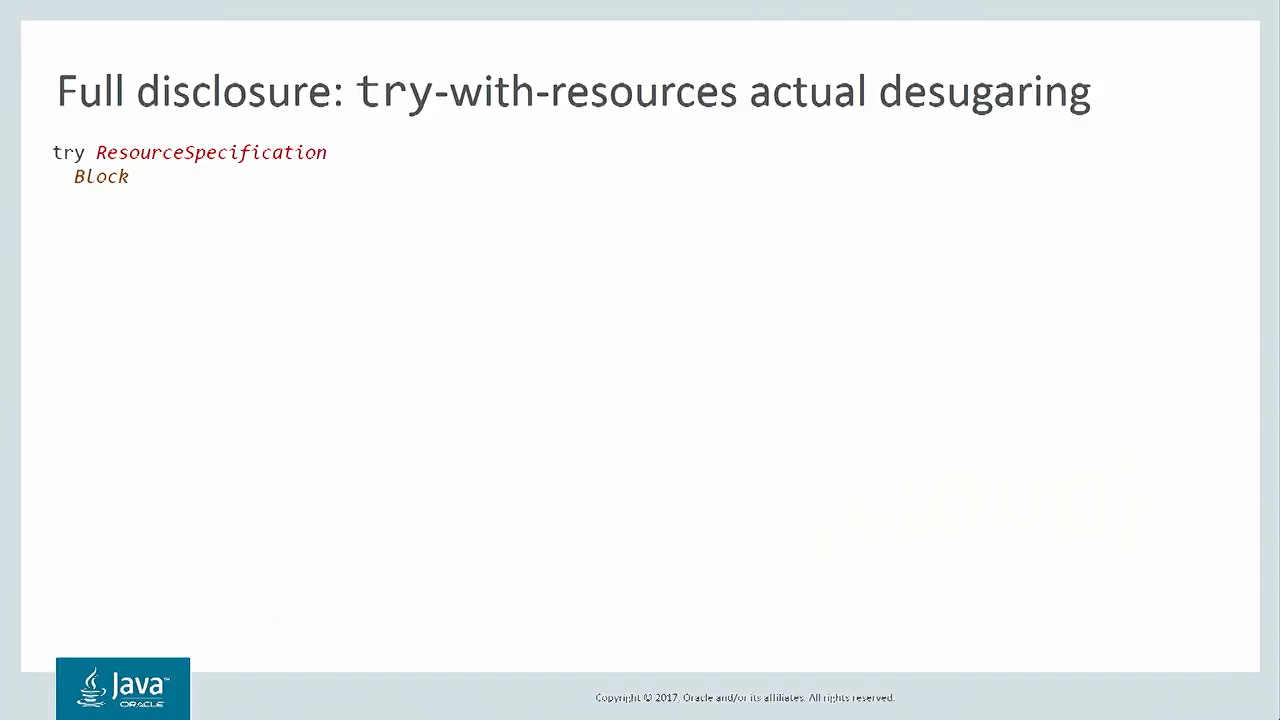 Full disclosure: try-with-resources actual desugaring
try ResourceSpecification
Block
Java™
ORACLE
Copyright © 2017, Oracle and/or its affiliates. All rights reserved.